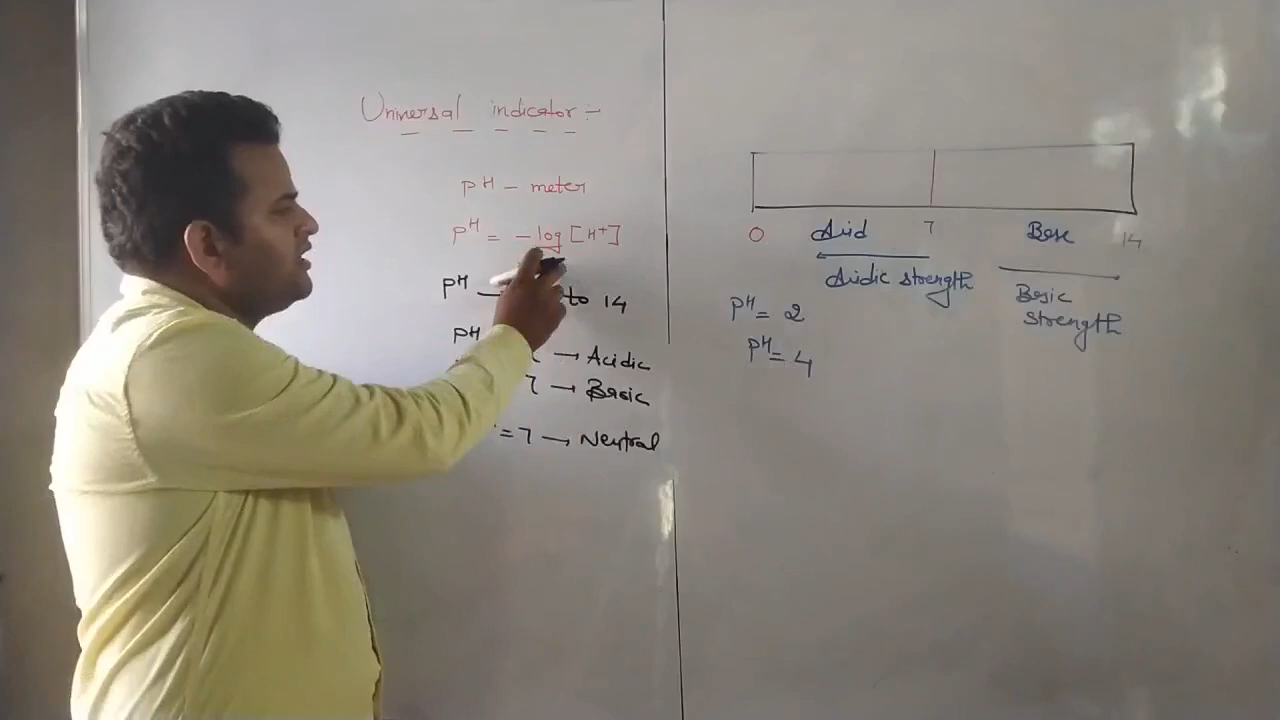 Universal indicator :-
pH - meter
pH = - log [H+]
pH — to 14
pH → Acidic
7 → Basic
= 7 → Neutral
0 Acid 7 Base 14
Acidic strength
Basic strength
pH = 2
pH = 4